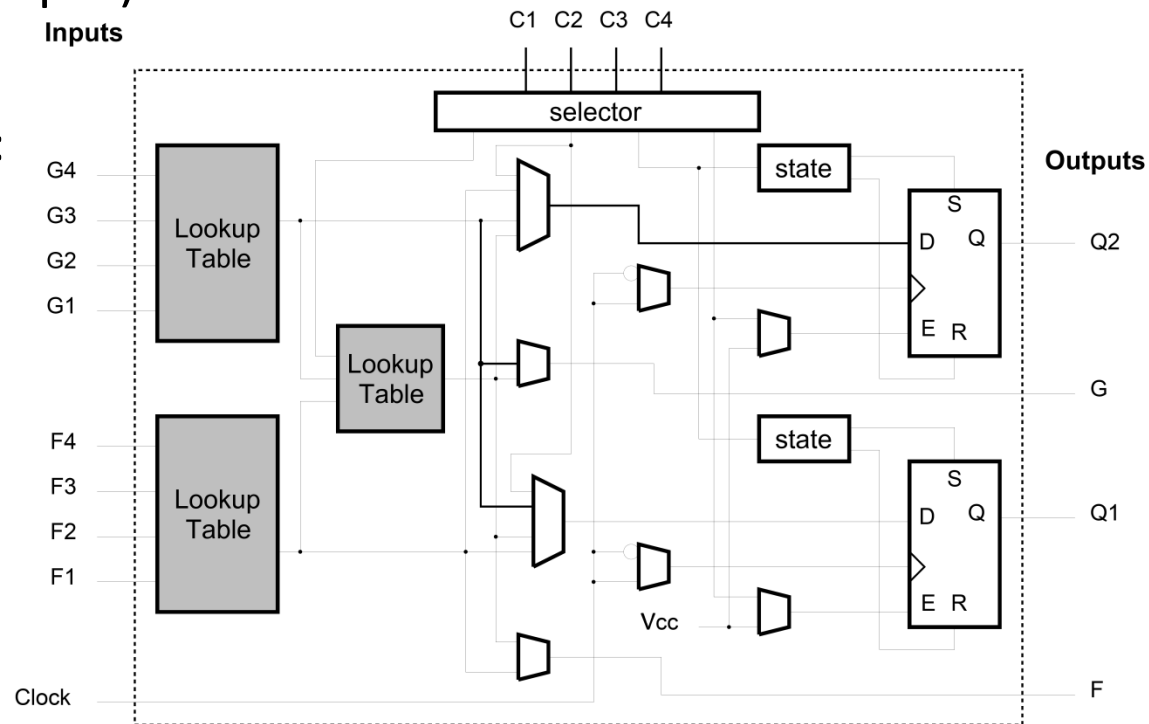 Inputs
C1 C2 C3 C4
selector
G4
G3
G2
G1
Lookup
Table
state
Outputs
S
D Q
E R
Q2
Lookup
Table
G
F4
F3
F2
F1
Lookup
Table
state
S
D Q
E R
Q1
Vcc
Clock
F